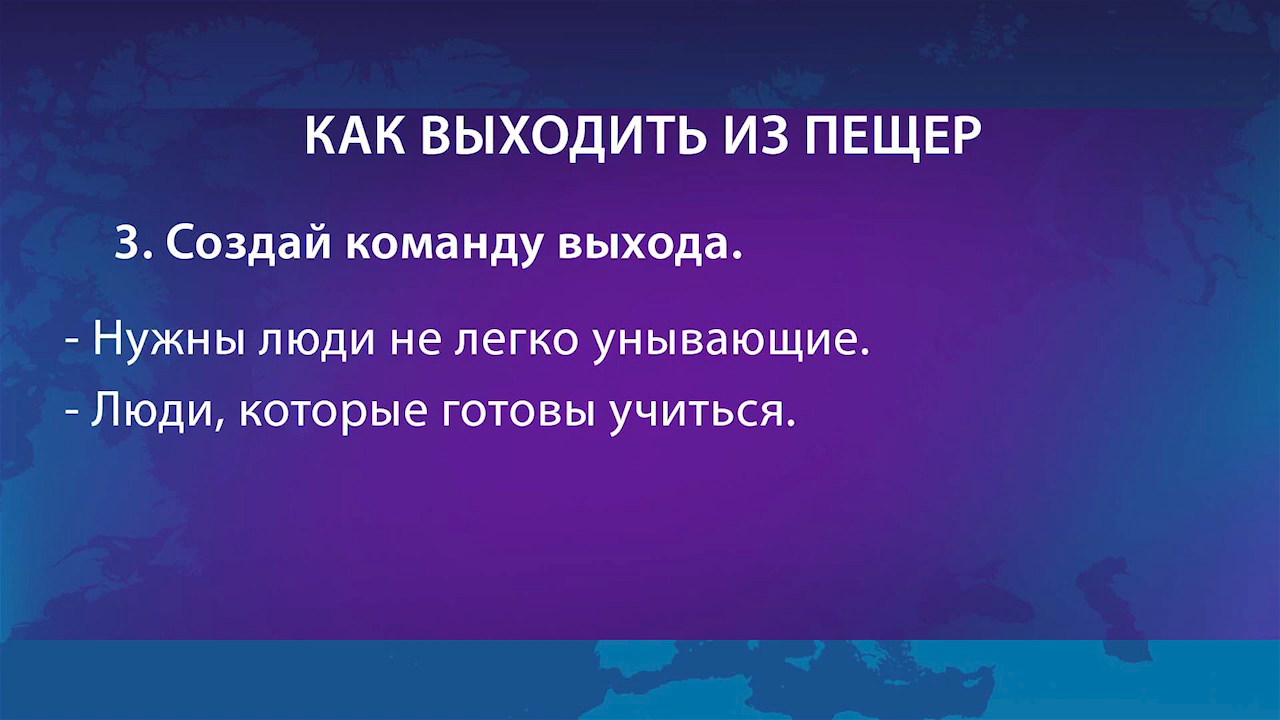 КАК ВЫХОДИТЬ ИЗ ПЕЩЕР
3. Создай команду выхода.
- Нужны люди не легко унывающие.
- Люди, которые готовы учиться.